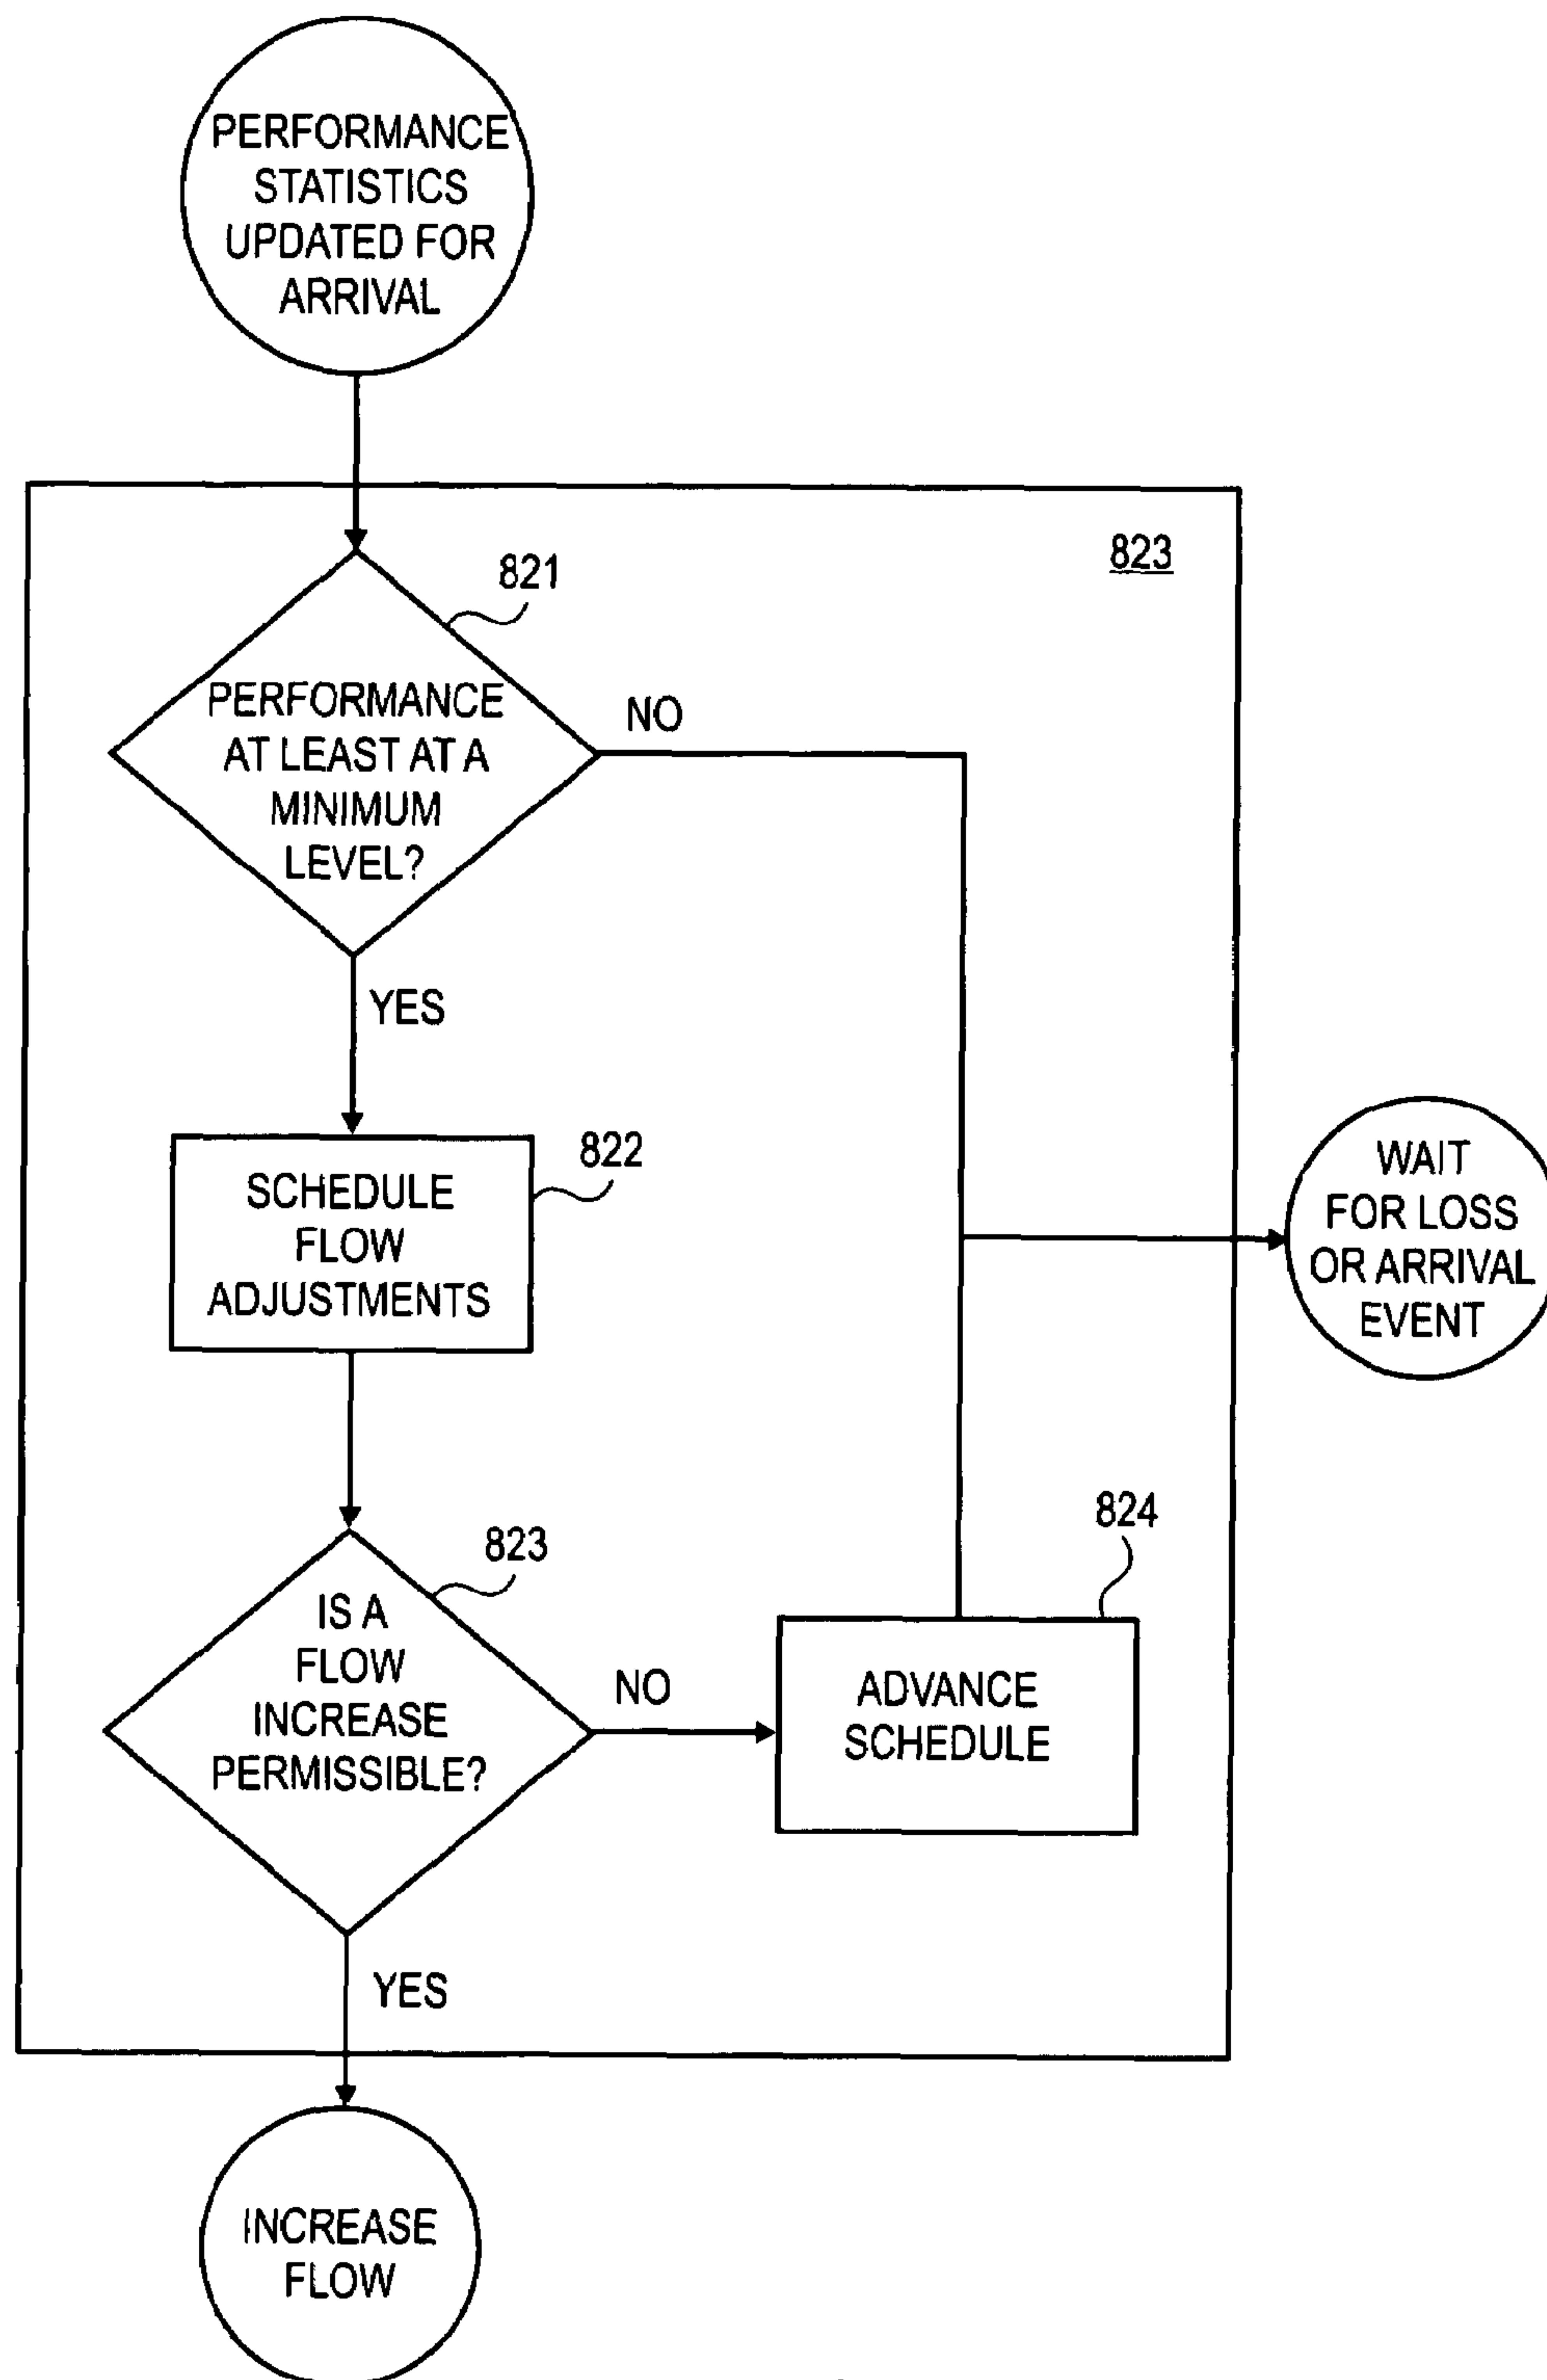 PERFORMANCE
STATISTICS
UPDATED FOR
ARRIVAL
823
821
PERFORMANCE
AT LEAST AT A
MINIMUM
LEVEL?
NO
YES
822
SCHEDULE
FLOW
ADJUSTMENTS
WAIT
FOR LOSS
OR ARRIVAL
EVENT
823
IS A
FLOW
INCREASE
PERMISSIBLE?
NO
824
ADVANCE
SCHEDULE
YES
INCREASE
FLOW